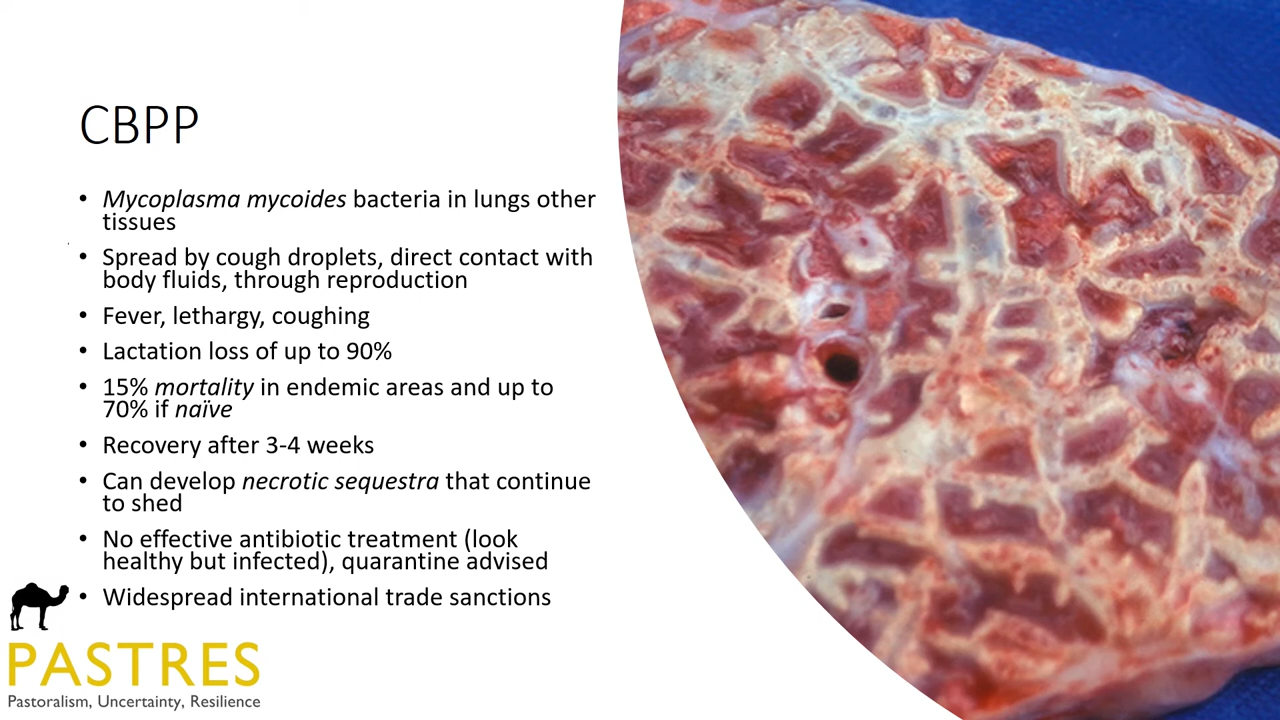 CBPP
• Mycoplasma mycoides bacteria in lungs other
tissues
• Spread by cough droplets, direct contact with
body fluids, through reproduction
• Fever, lethargy, coughing
• Lactation loss of up to 90%
• 15% mortality in endemic areas and up to
70% if naïve
• Recovery after 3-4 weeks
• Can develop necrotic sequestra that continue
to shed
• No effective antibiotic treatment (look
healthy but infected), quarantine advised
• Widespread international trade sanctions
PASTRES
Pastoralism, Uncertainty, Resilience